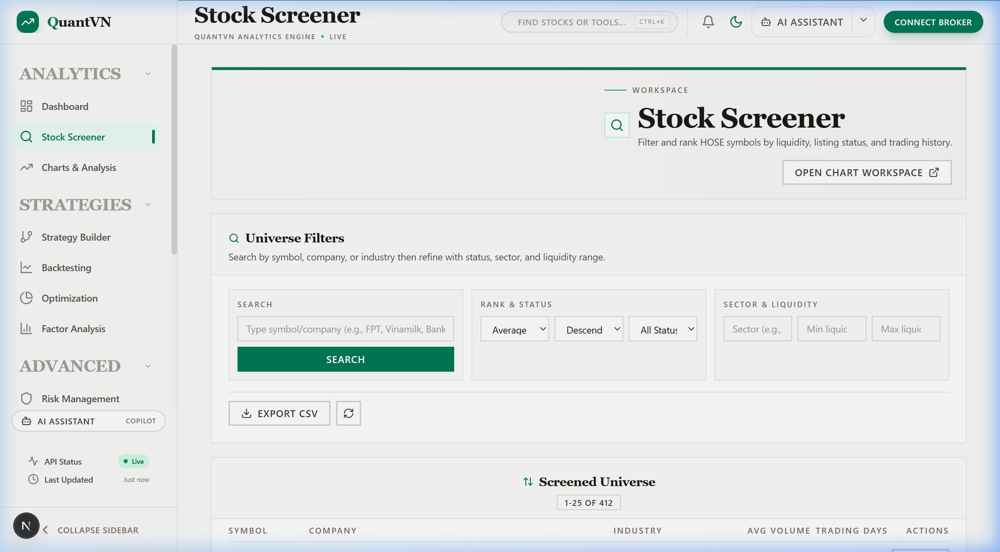 QuantVN
Stock Screener
QUANTVN ANALYTICS ENGINE • LIVE
FIND STOCKS OR TOOLS... CTRL+K
AI ASSISTANT
CONNECT BROKER
ANALYTICS
Dashboard
Stock Screener
Charts & Analysis
STRATEGIES
Strategy Builder
Backtesting
Optimization
Factor Analysis
ADVANCED
Risk Management
AI ASSISTANT COPILOT
API Status Live
Last Updated Just now
N
COLLAPSE SIDEBAR
WORKSPACE
Stock Screener
Filter and rank HOSE symbols by liquidity, listing status, and trading history.
OPEN CHART WORKSPACE
Universe Filters
Search by symbol, company, or industry then refine with status, sector, and liquidity range.
SEARCH
Type symbol/company (e.g., FPT, Vinamilk, Bank
SEARCH
RANK & STATUS
Average Descend All Status
SECTOR & LIQUIDITY
Sector (e.g., Min liquic Max liquic
EXPORT CSV
Screened Universe
1-25 OF 412
SYMBOL COMPANY INDUSTRY AVG VOLUME TRADING DAYS ACTIONS